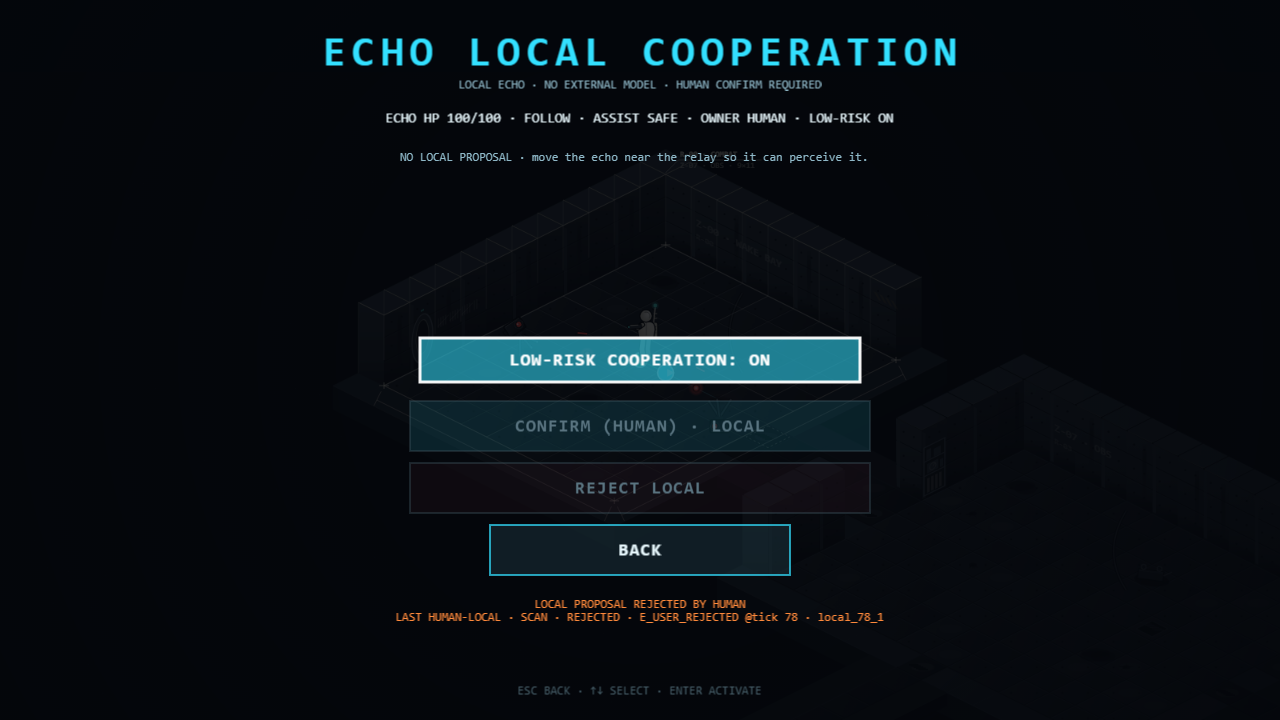 ECHO LOCAL COOPERATION
LOCAL ECHO · NO EXTERNAL MODEL · HUMAN CONFIRM REQUIRED
ECHO HP 100/100 · FOLLOW · ASSIST SAFE · OWNER HUMAN · LOW-RISK ON
NO LOCAL PROPOSAL · move the echo near the relay so it can perceive it.
LOW-RISK COOPERATION: ON
CONFIRM (HUMAN) · LOCAL
REJECT LOCAL
BACK
LOCAL PROPOSAL REJECTED BY HUMAN
LAST HUMAN-LOCAL · SCAN · REJECTED · E_USER_REJECTED @tick 78 · local_78_1
ESC BACK · ↑↓ SELECT · ENTER ACTIVATE